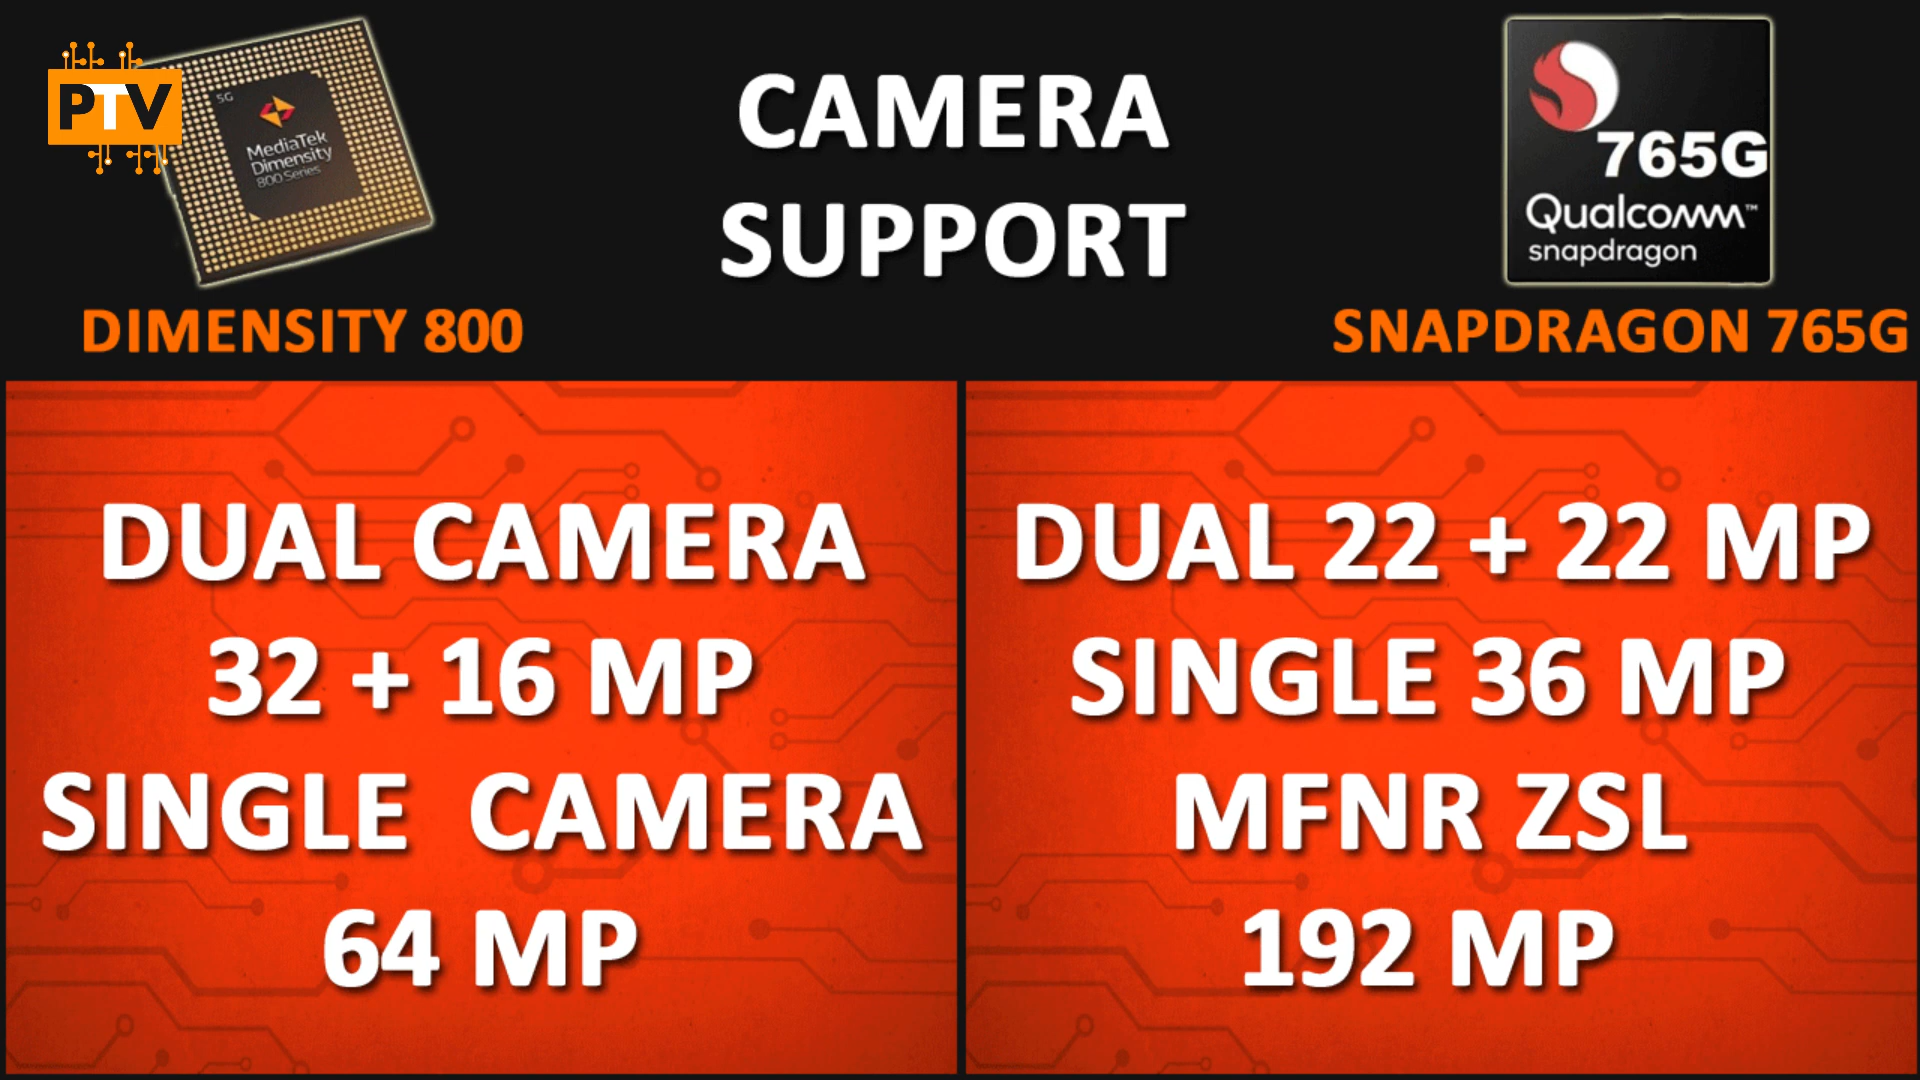 PTV
5G
MediaTek
Dimensity
800 Series
CAMERA
SUPPORT
765G
Qualcomm™
snapdragon
DIMENSITY 800
SNAPDRAGON 765G
DUAL CAMERA
32 + 16 MP
SINGLE CAMERA
64 MP
DUAL 22 + 22 MP
SINGLE 36 MP
MFNR ZSL
192 MP